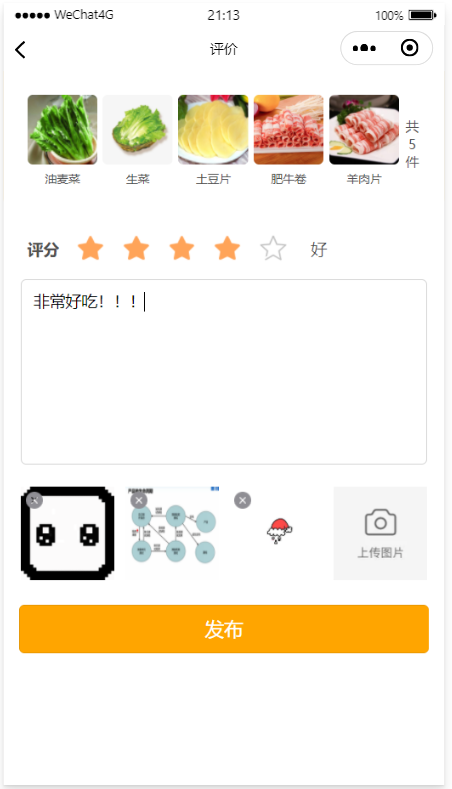 WeChat4G 21:13 100%
评价
油麦菜 生菜 土豆片 肥牛卷 羊肉片
共
5
件
评分 好
非常好吃！！！
上传图片
发布